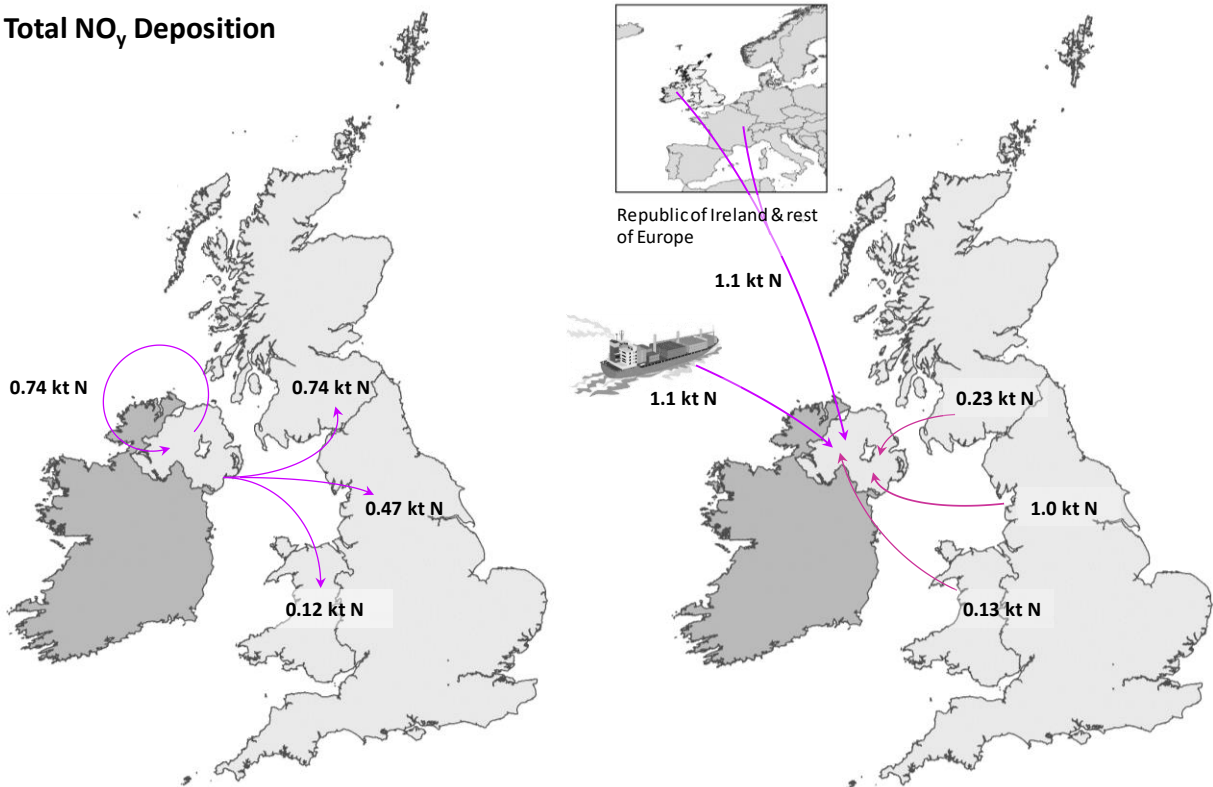 Total NOy Deposition
Republic of Ireland & rest
of Europe
1.1 kt N
1.1 kt N
0.74 kt N
0.74 kt N
0.23 kt N
0.47 kt N
1.0 kt N
0.12 kt N
0.13 kt N